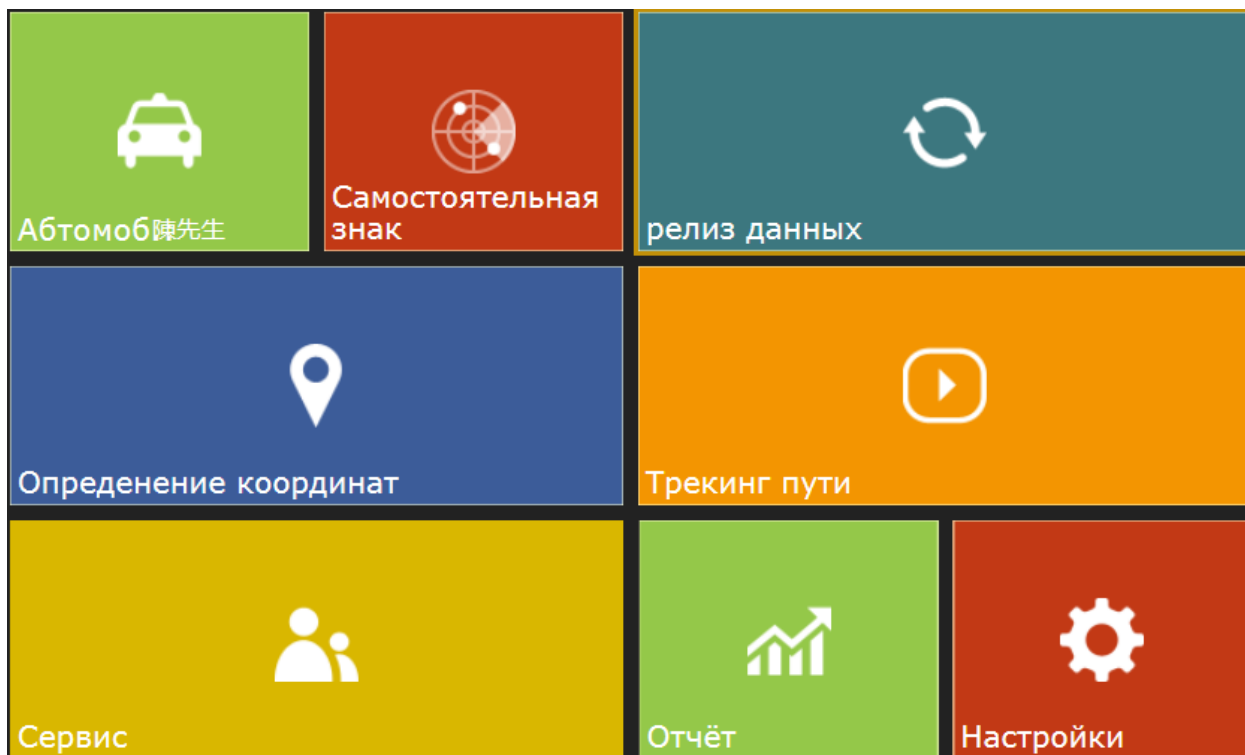 Абтомоб陳先生
Самостоятельная
знак
релиз данных
Опреденение координат
Трекинг пути
Сервис
Отчёт
Настройки